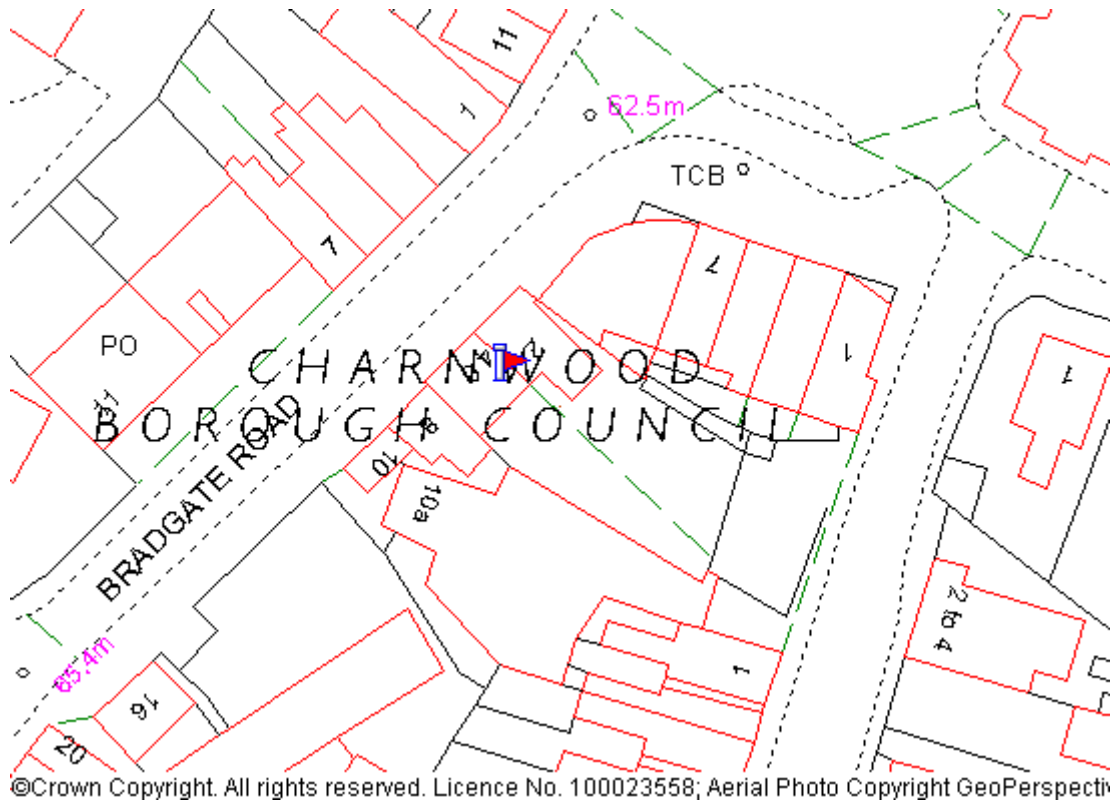 11
1
62.5m
TCB
7
7
PO
1
1
CHARNWOOD
BOROUGH COUNCIL
BRADGATE ROAD
8
10
10a
2 to 4
1
65.4m
16
20
©Crown Copyright. All rights reserved. Licence No. 100023558; Aerial Photo Copyright GeoPerspectiv